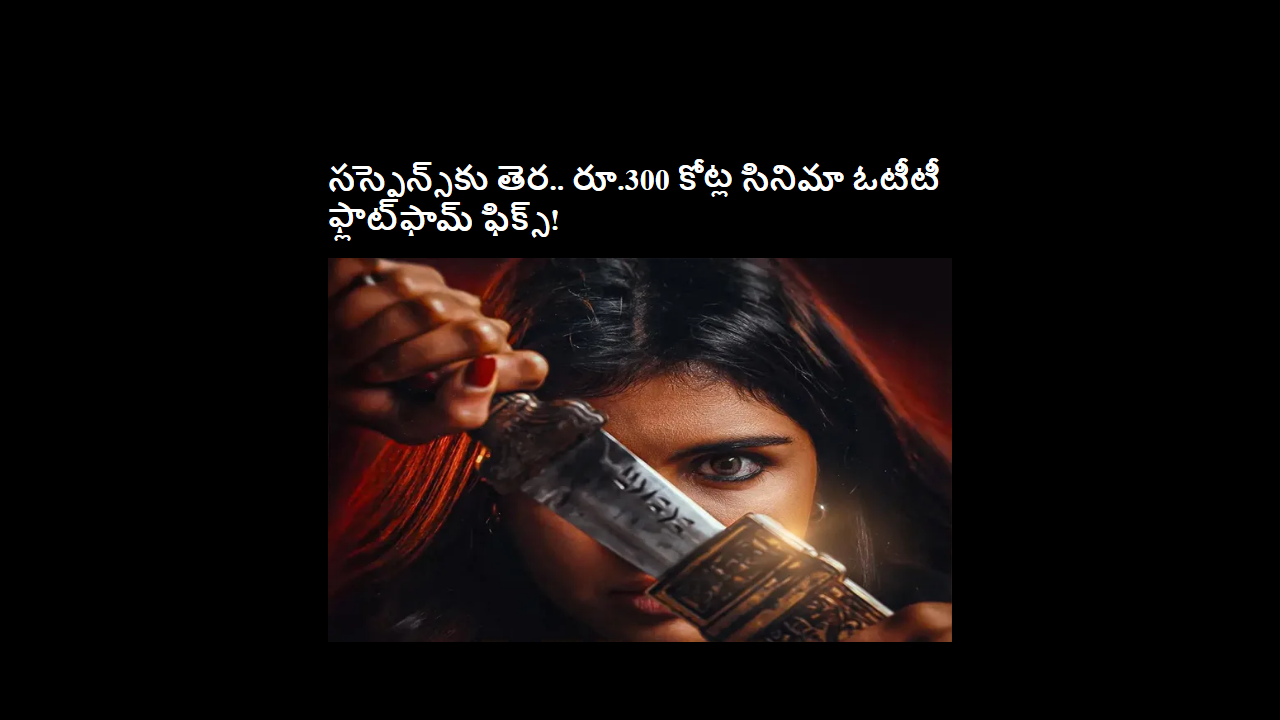 సస్పెన్స్‌కు తెర.. రూ.300 కోట్ల సినిమా ఓటీటీ
ఫ్లాట్‌ఫామ్ ఫిక్స్!